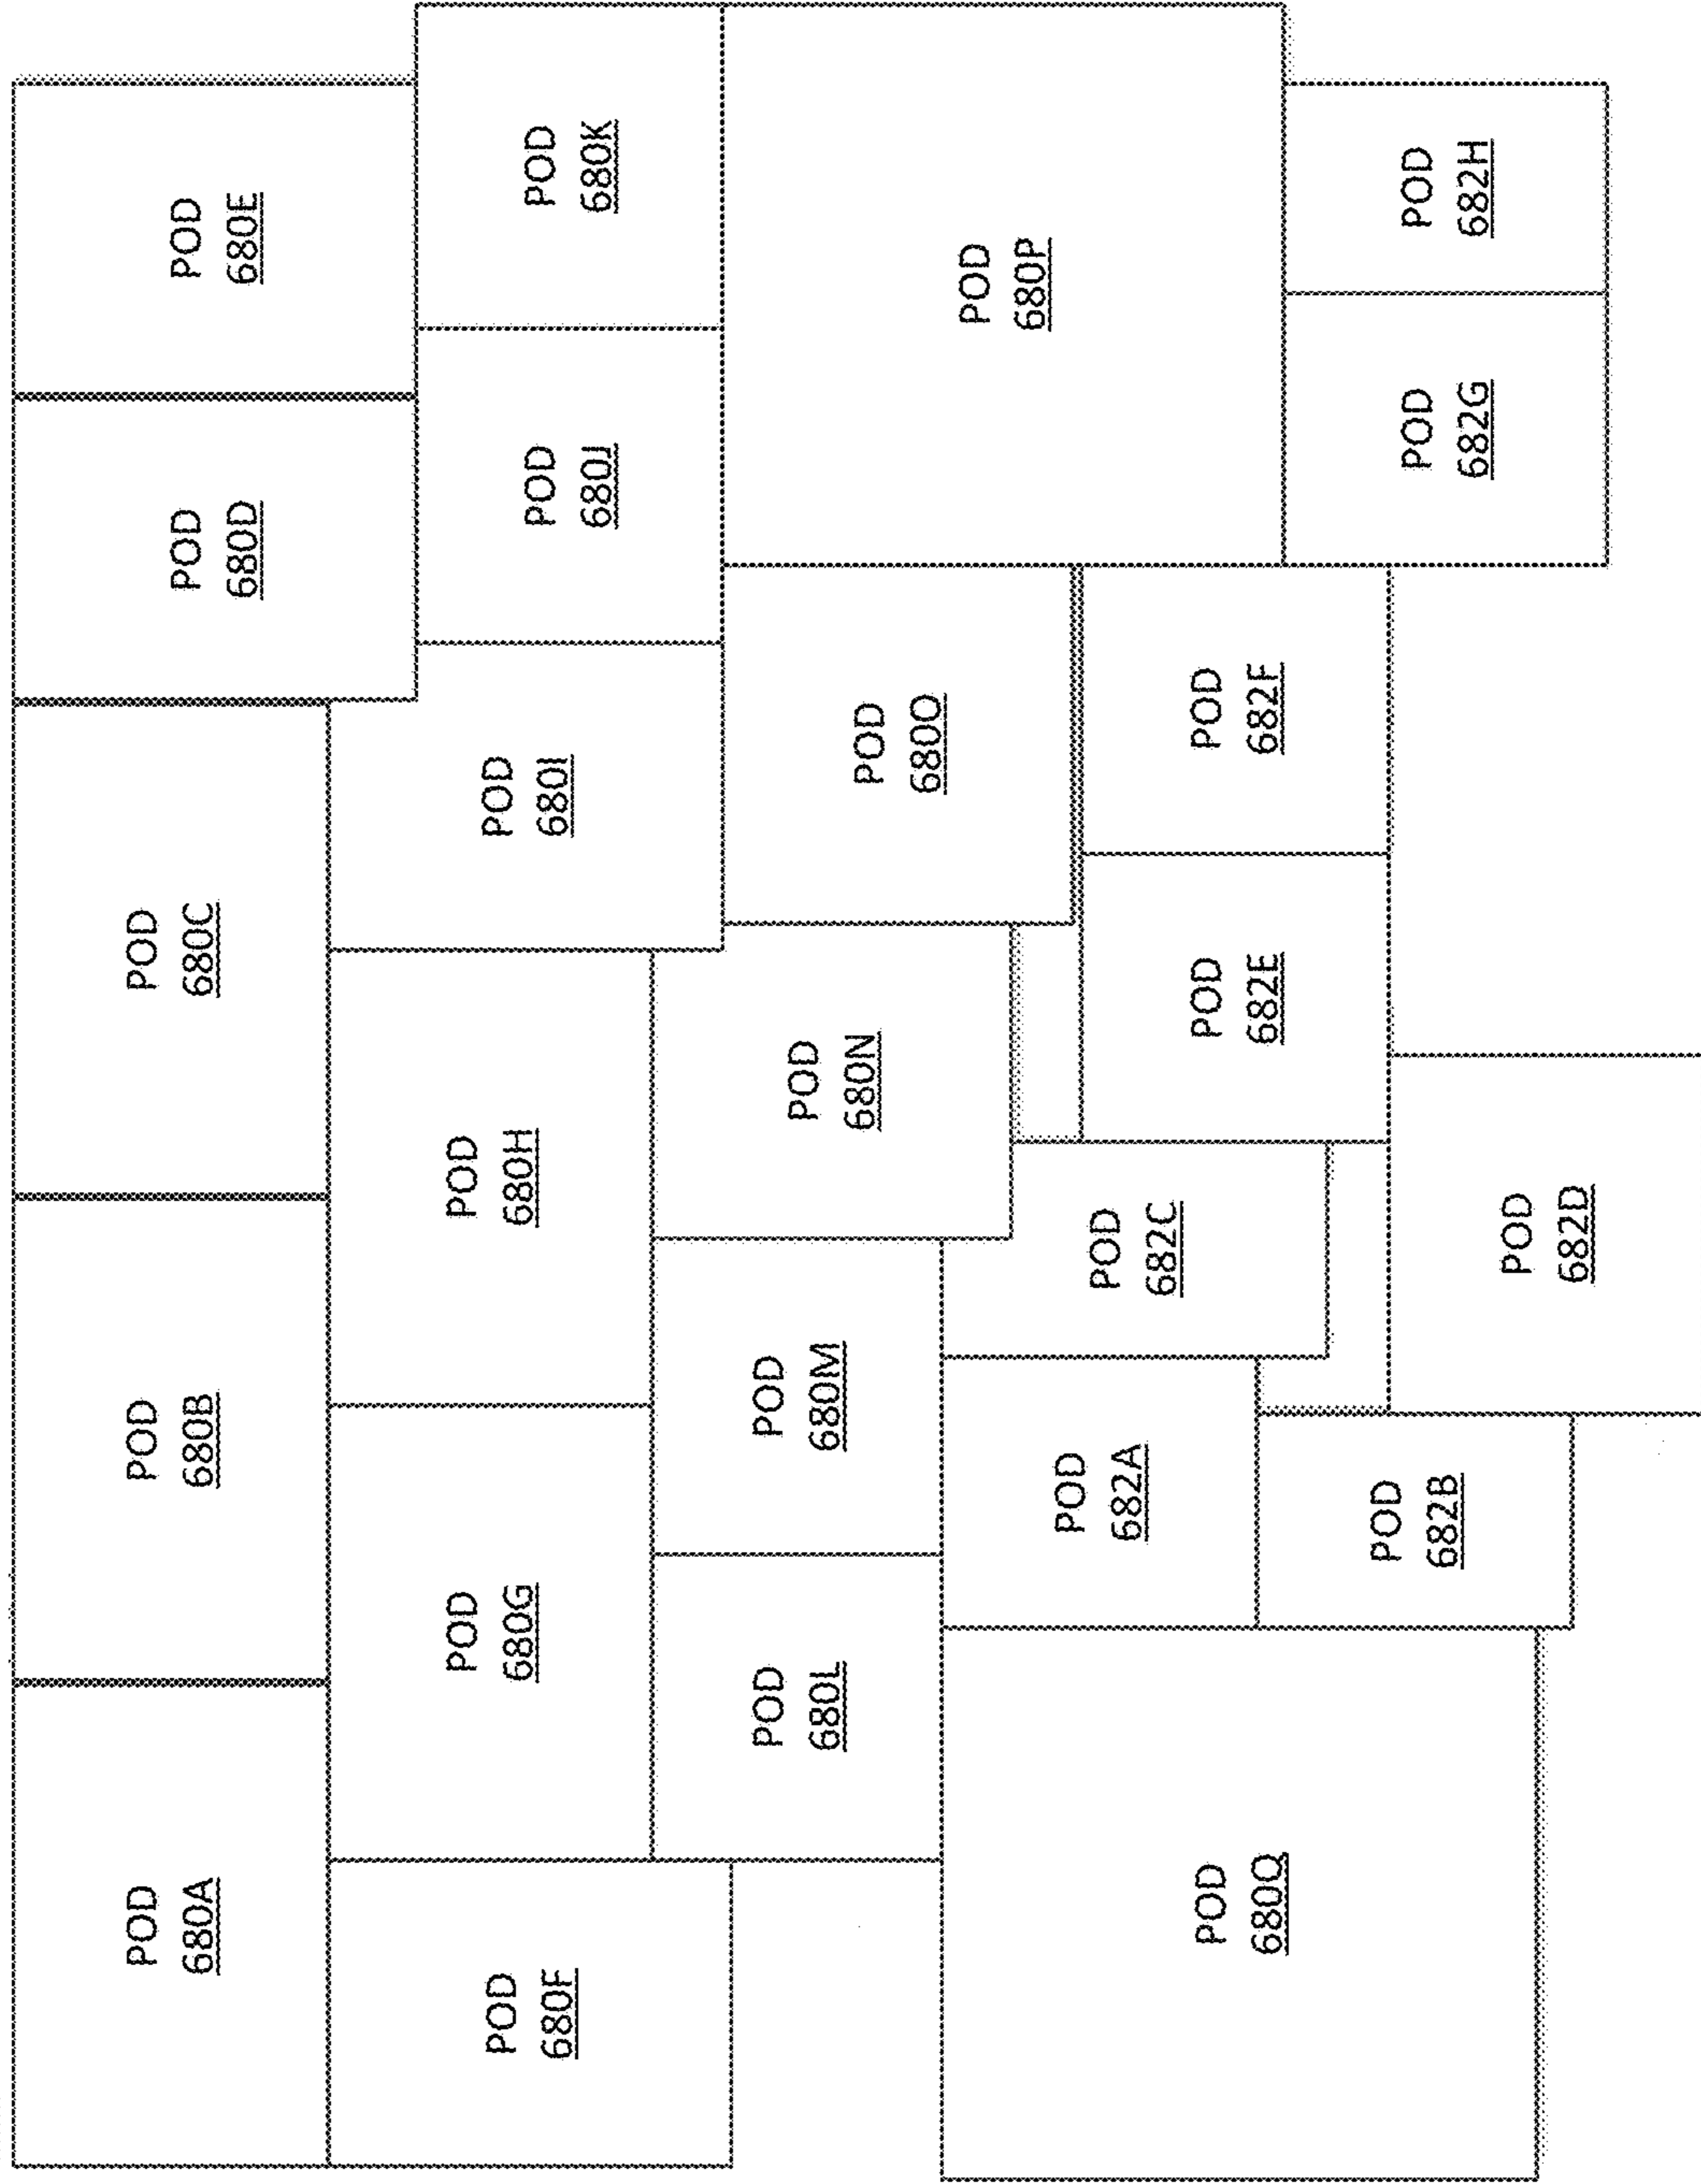 POD
680A
POD
680B
POD
680C
POD
680D
POD
680E
POD
680F
POD
680G
POD
680H
POD
680I
POD
680J
POD
680K
POD
680L
POD
680M
POD
680N
POD
680O
POD
680P
POD
680Q
POD
682A
POD
682B
POD
682C
POD
682D
POD
682E
POD
682F
POD
682G
POD
682H